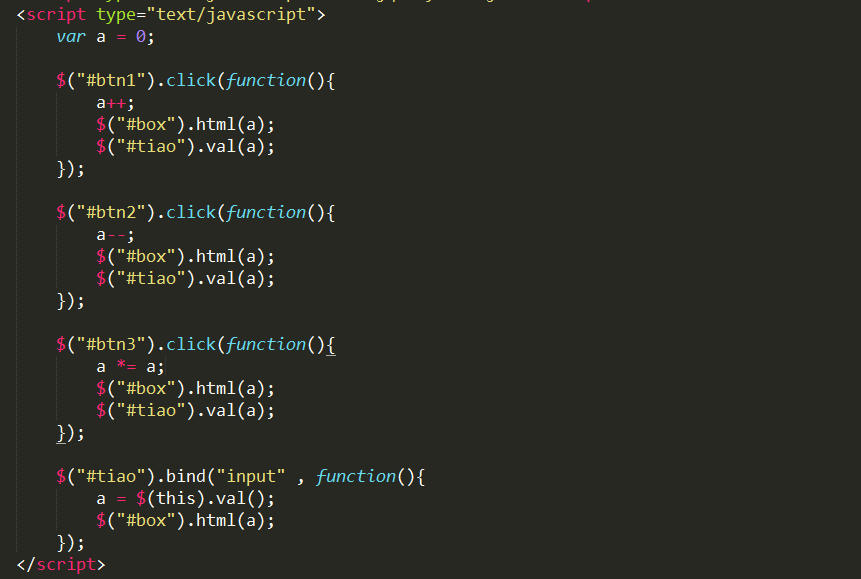 <script type="text/javascript">
var a = 0;
$("#btn1").click(function(){
a++;
$("#box").html(a);
$("#tiao").val(a);
});
$("#btn2").click(function(){
a--;
$("#box").html(a);
$("#tiao").val(a);
});
$("#btn3").click(function(){
a *= a;
$("#box").html(a);
$("#tiao").val(a);
});
$("#tiao").bind("input" , function(){
a = $(this).val();
$("#box").html(a);
});
</script>